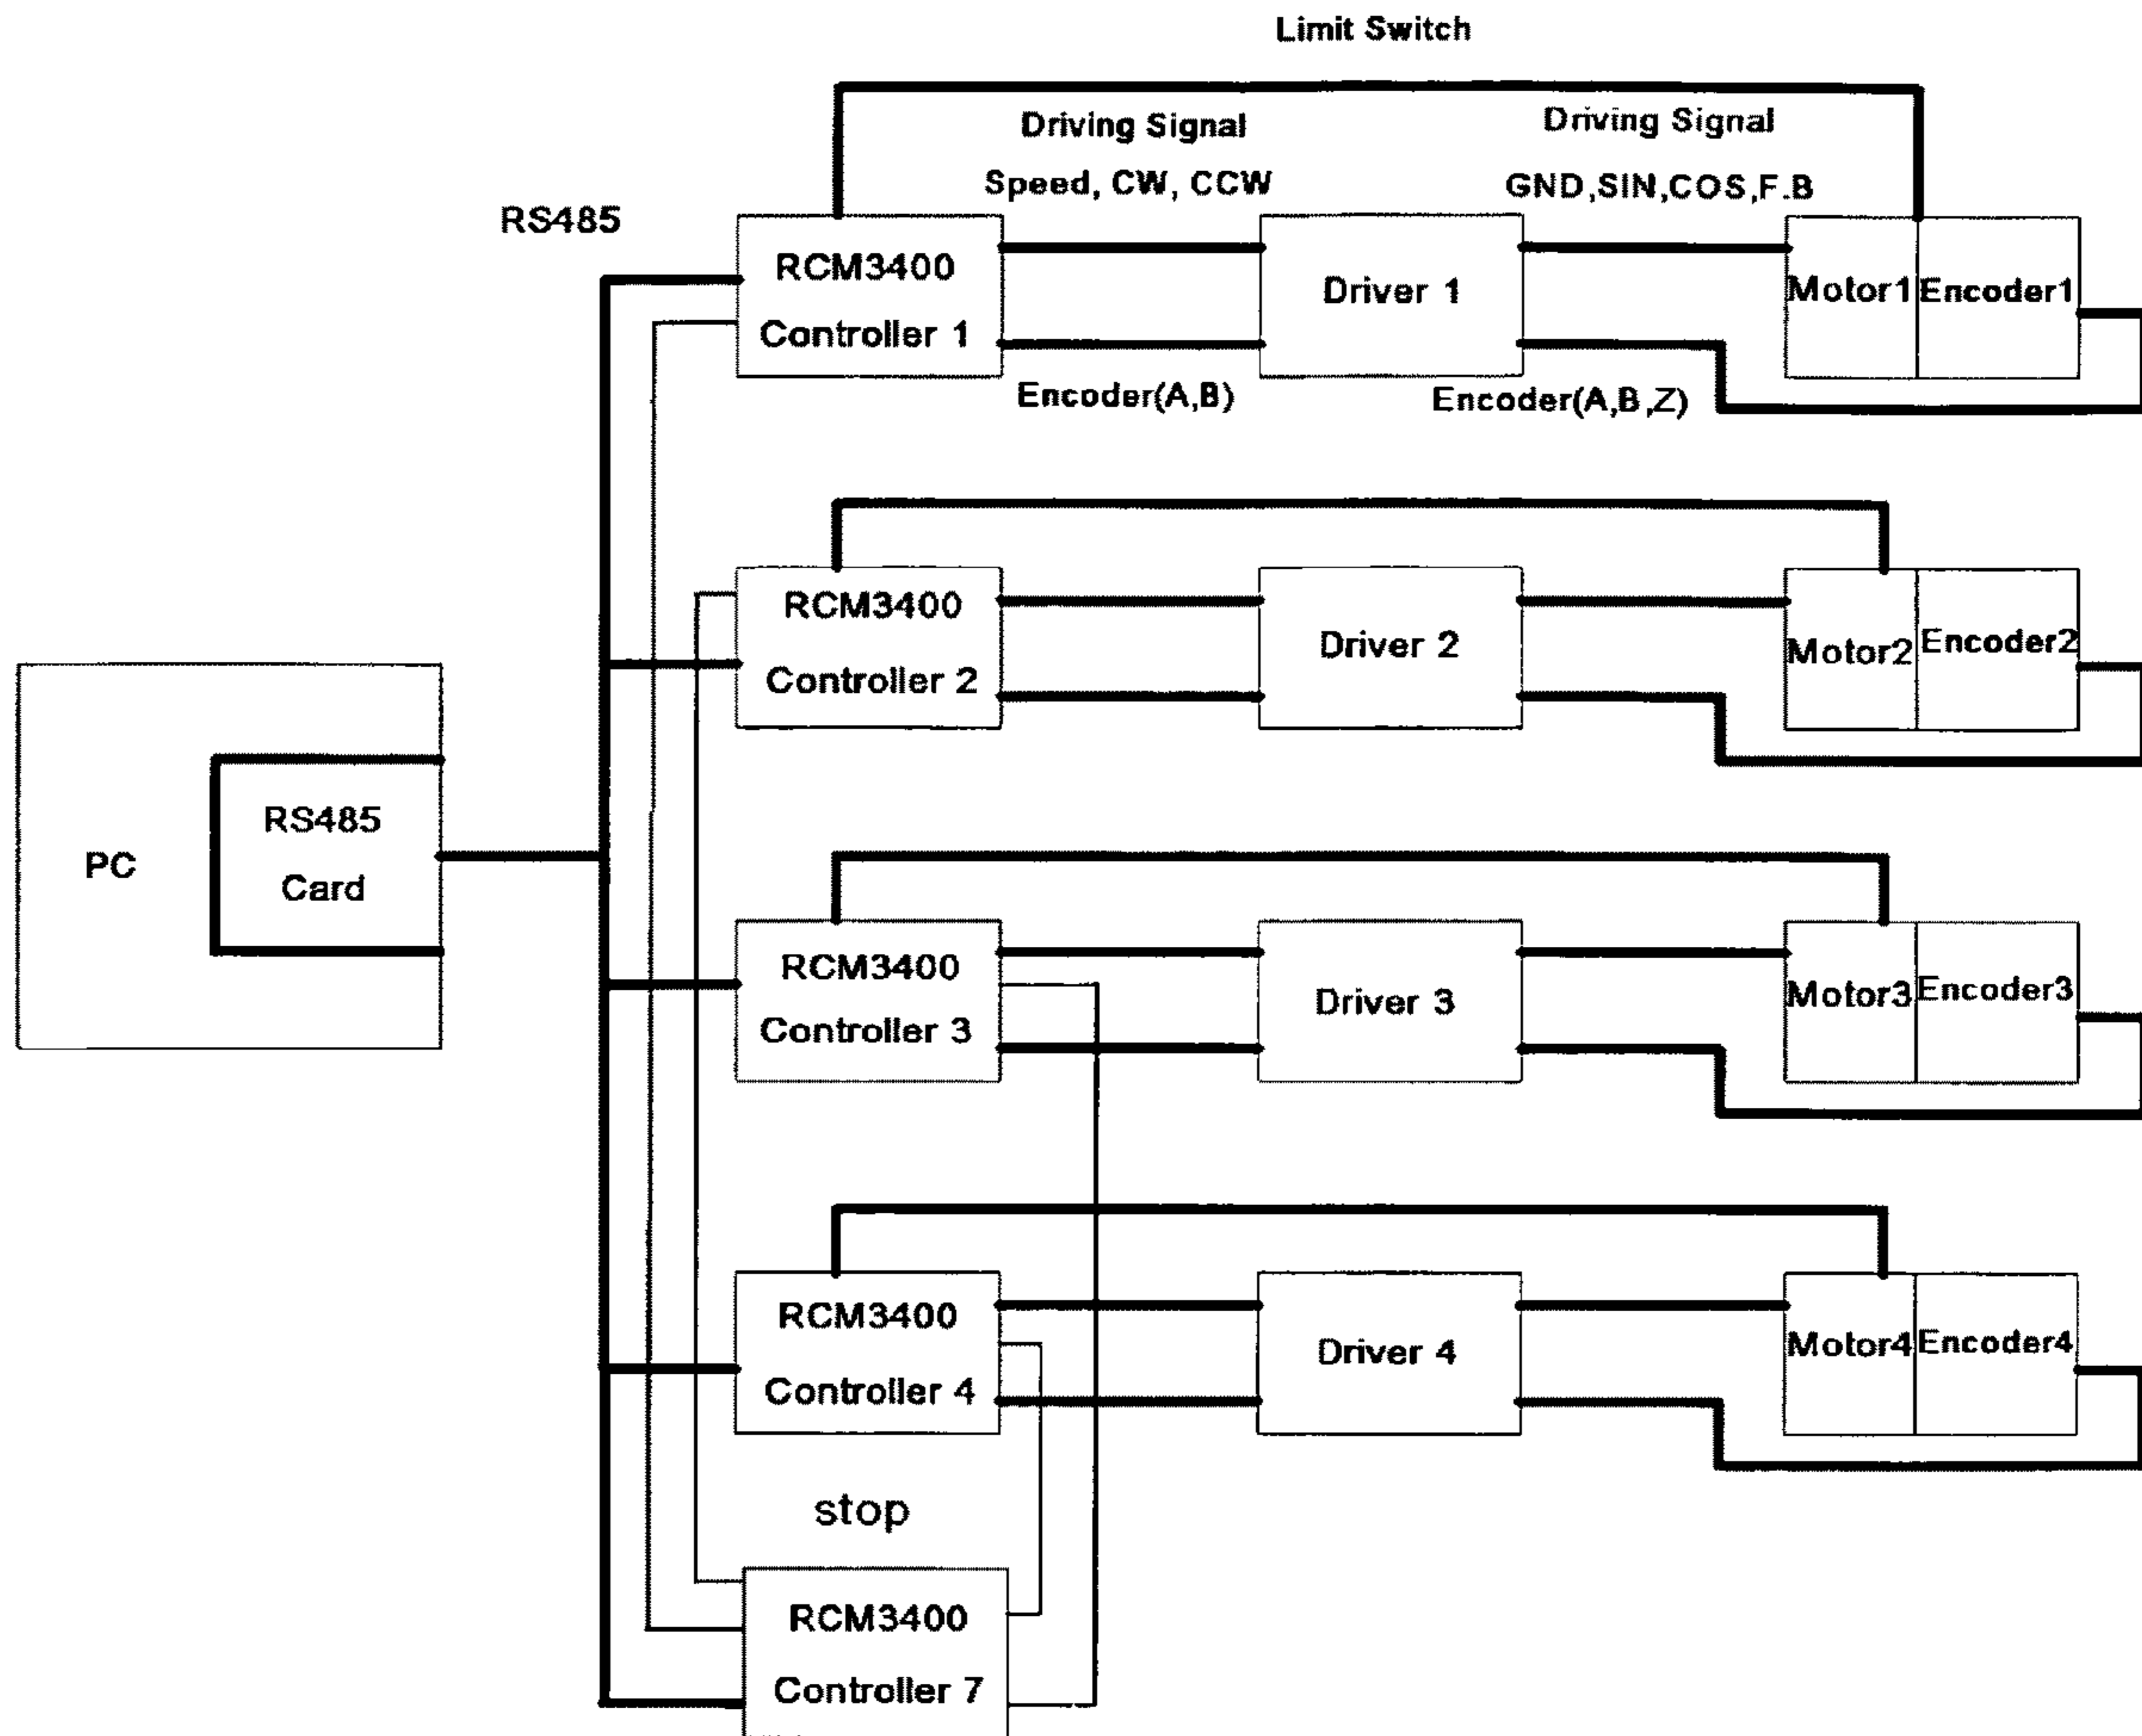 Limit Switch
Driving Signal
Driving Signal
Speed, CW, CCW
GND,SIN,COS,F.B
RS485
RCM3400
Controller 1
Driver 1
Motor1
Encoder1
Encoder(A,B)
Encoder(A,B,Z)
RCM3400
Controller 2
Driver 2
Motor2
Encoder2
PC
RS485
Card
RCM3400
Controller 3
Driver 3
Motor3
Encoder3
RCM3400
Controller 4
Driver 4
Motor4
Encoder4
stop
RCM3400
Controller 7